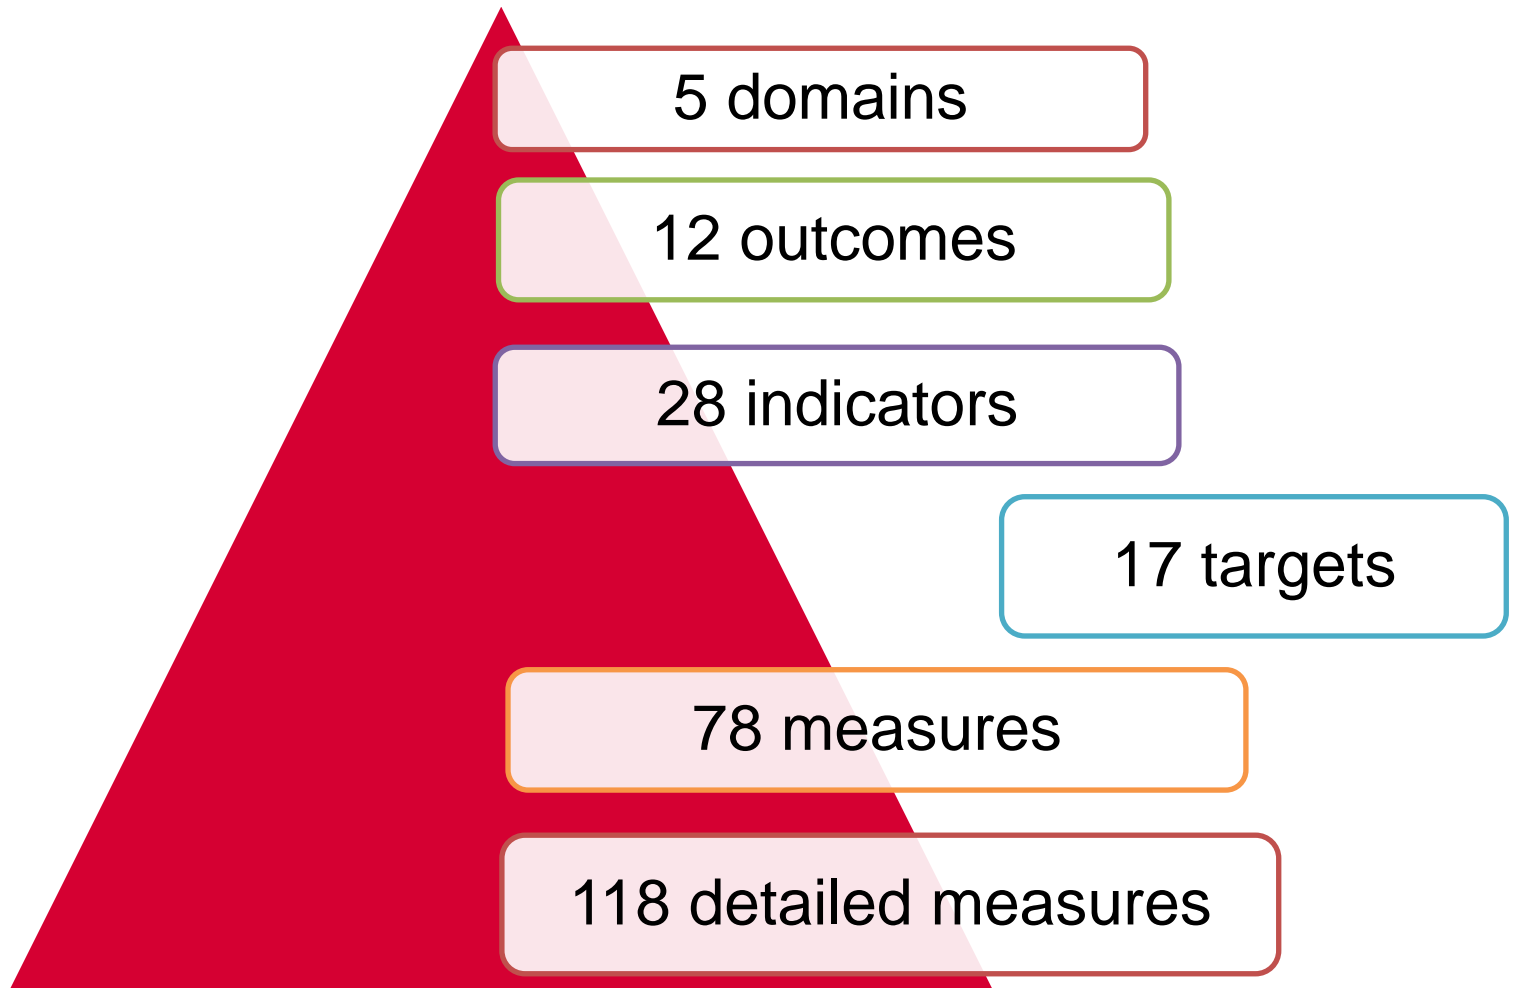 5 domains
12 outcomes
28 indicators
17 targets
78 measures
118 detailed measures